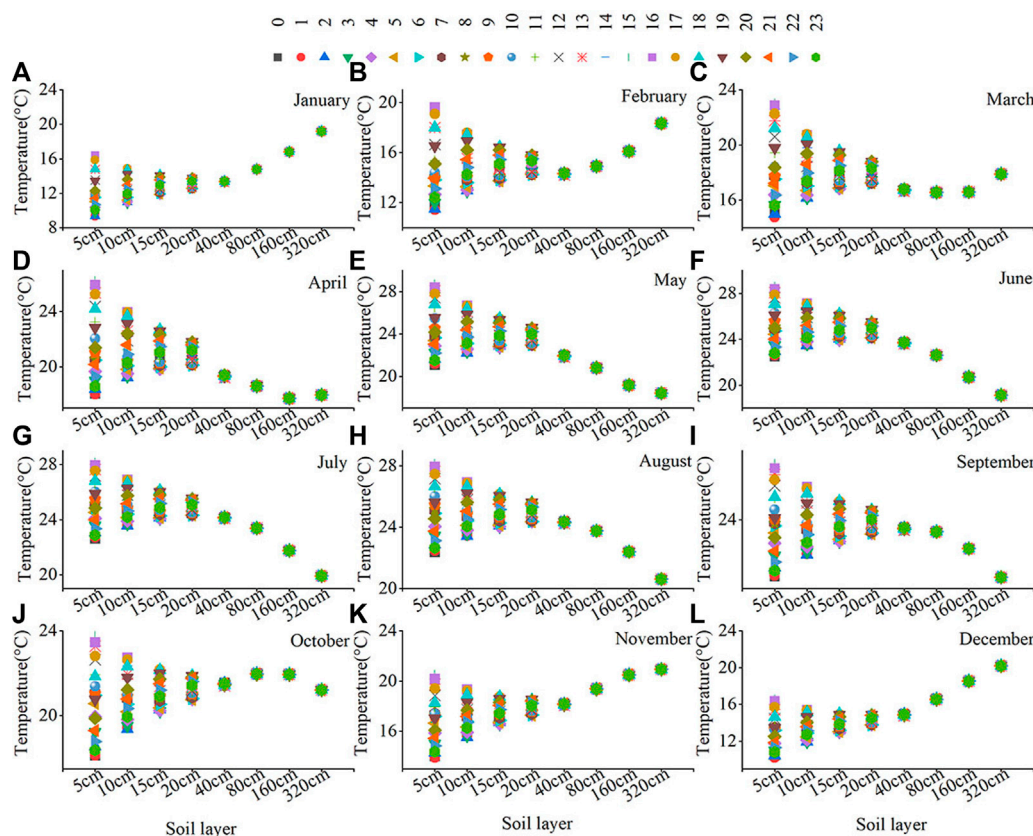 0 1 2 3 4 5 6 7 8 9 10 11 12 13 14 15 16 17 18 19 20 21 22 23
A B C
Temperature(°C) Temperature(°C) Temperature(°C)
January February March
24 20 16 12 8
20 16 12
24 20 16
5cm 10cm 15cm 20cm 40cm 80cm 160cm 320cm
5cm 10cm 15cm 20cm 40cm 80cm 160cm 320cm
5cm 10cm 15cm 20cm 40cm 80cm 160cm 320cm
D E F
Temperature(°C) Temperature(°C) Temperature(°C)
April May June
24 20
28 24 20
28 24 20
5cm 10cm 15cm 20cm 40cm 80cm 160cm 320cm
5cm 10cm 15cm 20cm 40cm 80cm 160cm 320cm
5cm 10cm 15cm 20cm 40cm 80cm 160cm 320cm
G H I
Temperature(°C) Temperature(°C) Temperature(°C)
July August September
28 24 20
28 24 20
24
5cm 10cm 15cm 20cm 40cm 80cm 160cm 320cm
5cm 10cm 15cm 20cm 40cm 80cm 160cm 320cm
5cm 10cm 15cm 20cm 40cm 80cm 160cm 320cm
J K L
Temperature(°C) Temperature(°C) Temperature(°C)
October November December
24 20
24 20 16
24 20 16 12
5cm 10cm 15cm 20cm 40cm 80cm 160cm 320cm
5cm 10cm 15cm 20cm 40cm 80cm 160cm 320cm
5cm 10cm 15cm 20cm 40cm 80cm 160cm 320cm
Soil layer Soil layer Soil layer